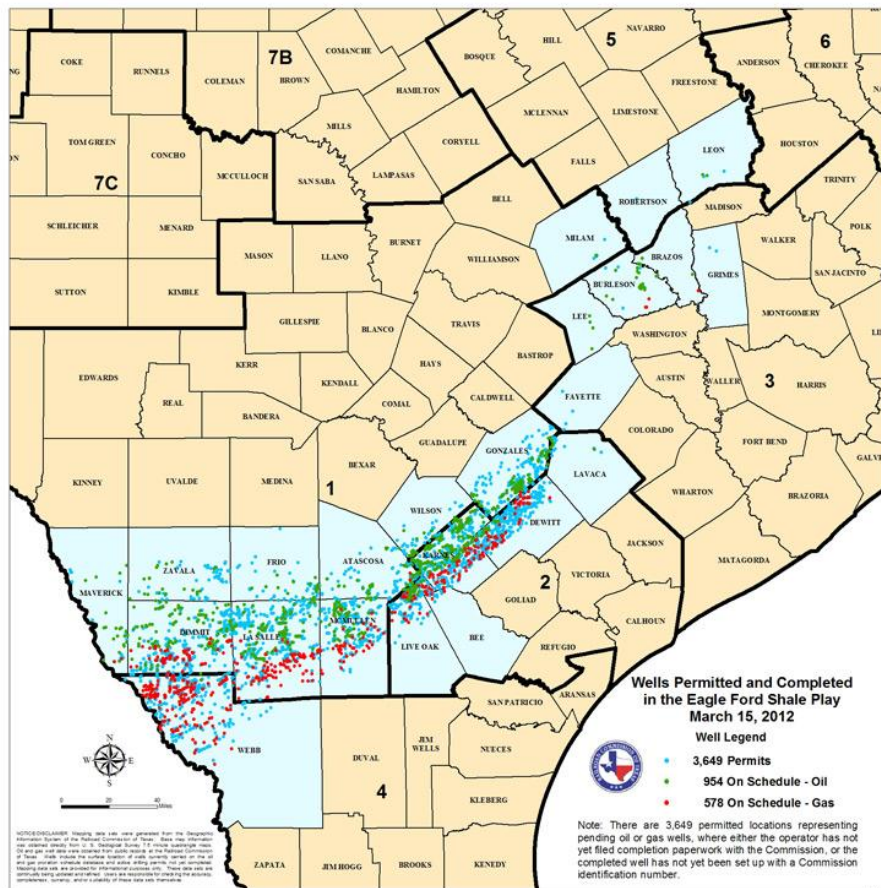 COKE
RUNNELS
COLEMAN
7B
BROWN
COMANCHE
HAMILTON
BOSQUE
HILL
5
NAVARRO
FREESTONE
ANDERSON
6
CHEROKEE
MILLS
MCLENNAN
LIMESTONE
TOM GREEN
CONCHO
7C
MCCULLOCH
SAN SABA
LAMPASAS
CORYELL
FALLS
LEON
HOUSTON
TRINITY
SCHLEICHER
MENARD
BELL
ROBERTSON
MADISON
POLK
MASON
LLANO
BURNET
MILAM
WALKER
WILLIAMSON
BRAZOS
GRIMES
SAN JACINTO
SUTTON
KIMBLE
BURLESON
MONTGOMERY
GILLESPIE
BLANCO
TRAVIS
LEE
WASHINGTON
EDWARDS
KERR
HAYS
BASTROP
AUSTIN
WALLER
3
HARRIS
REAL
KENDALL
BANDERA
COMAL
CALDWELL
FAYETTE
COLORADO
GUADALUPE
FORT BEND
KINNEY
UVALDE
MEDINA
BEXAR
1
GONZALES
LAVACA
WHARTON
BRAZORIA
WILSON
DEWITT
JACKSON
MATAGORDA
MAVERICK
ZAVALA
FRIO
ATASCOSA
KARNES
2
VICTORIA
GOLIAD
CALHOUN
DIMMIT
LA SALLE
MCMULLEN
LIVE OAK
BEE
REFUGIO
ARANSAS
SAN PATRICIO
WEBB
DUVAL
JIM
WELLS
NUECES
4
KLEBERG
ZAPATA
JIM HOGG
BROOKS
KENEDY
N
W
E
S
Wells Permitted and Completed
in the Eagle Ford Shale Play
March 15, 2012
Well Legend
3,649 Permits
954 On Schedule - Oil
578 On Schedule - Gas
Note: There are 3,649 permitted locations representing
pending oil or gas wells, where either the operator has not
yet filed completion paperwork with the Commission, or the
completed well has not yet been set up with a Commission
identification number.
0 20 40
Miles